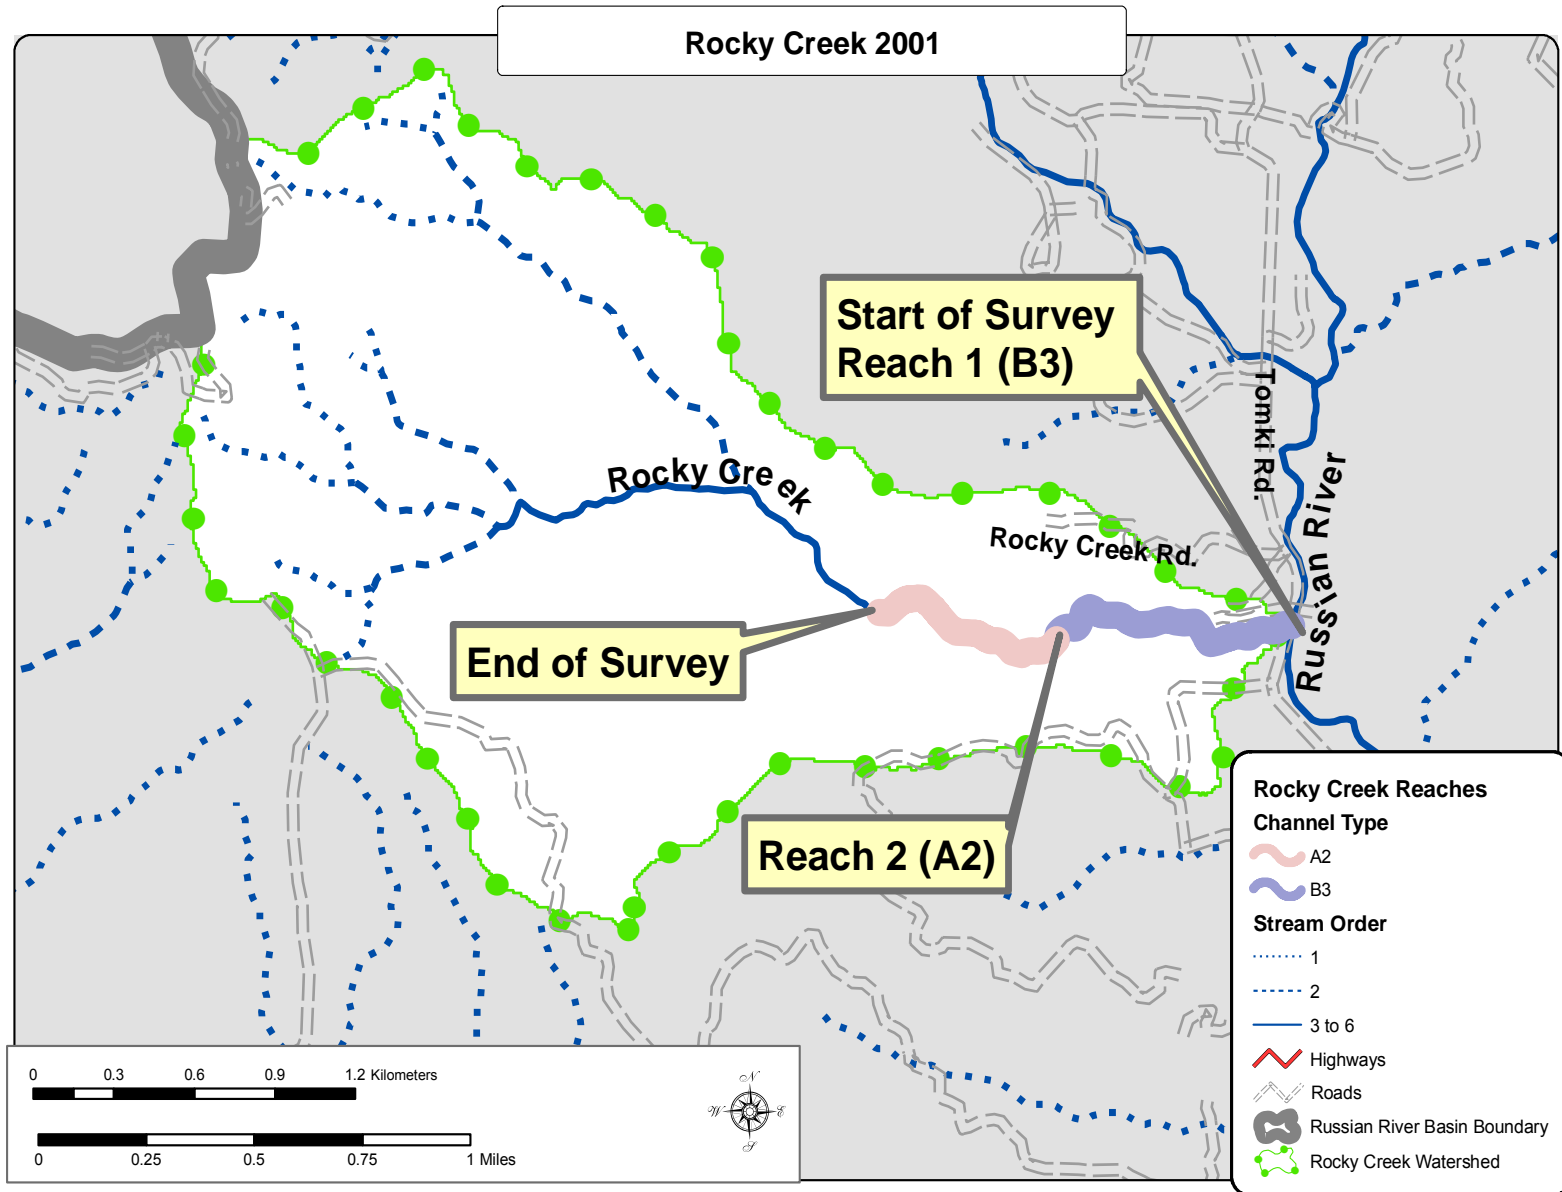 Rocky Creek 2001
Start of Survey
Reach 1 (B3)
Tomki Rd.
Russian River
Rocky Creek
Rocky Creek Rd.
End of Survey
Reach 2 (A2)
Rocky Creek Reaches
Channel Type
A2
B3
Stream Order
1
2
3 to 6
Highways
Roads
Russian River Basin Boundary
Rocky Creek Watershed
0 0.3 0.6 0.9 1.2 Kilometers
0 0.25 0.5 0.75 1 Miles
N
W E
S